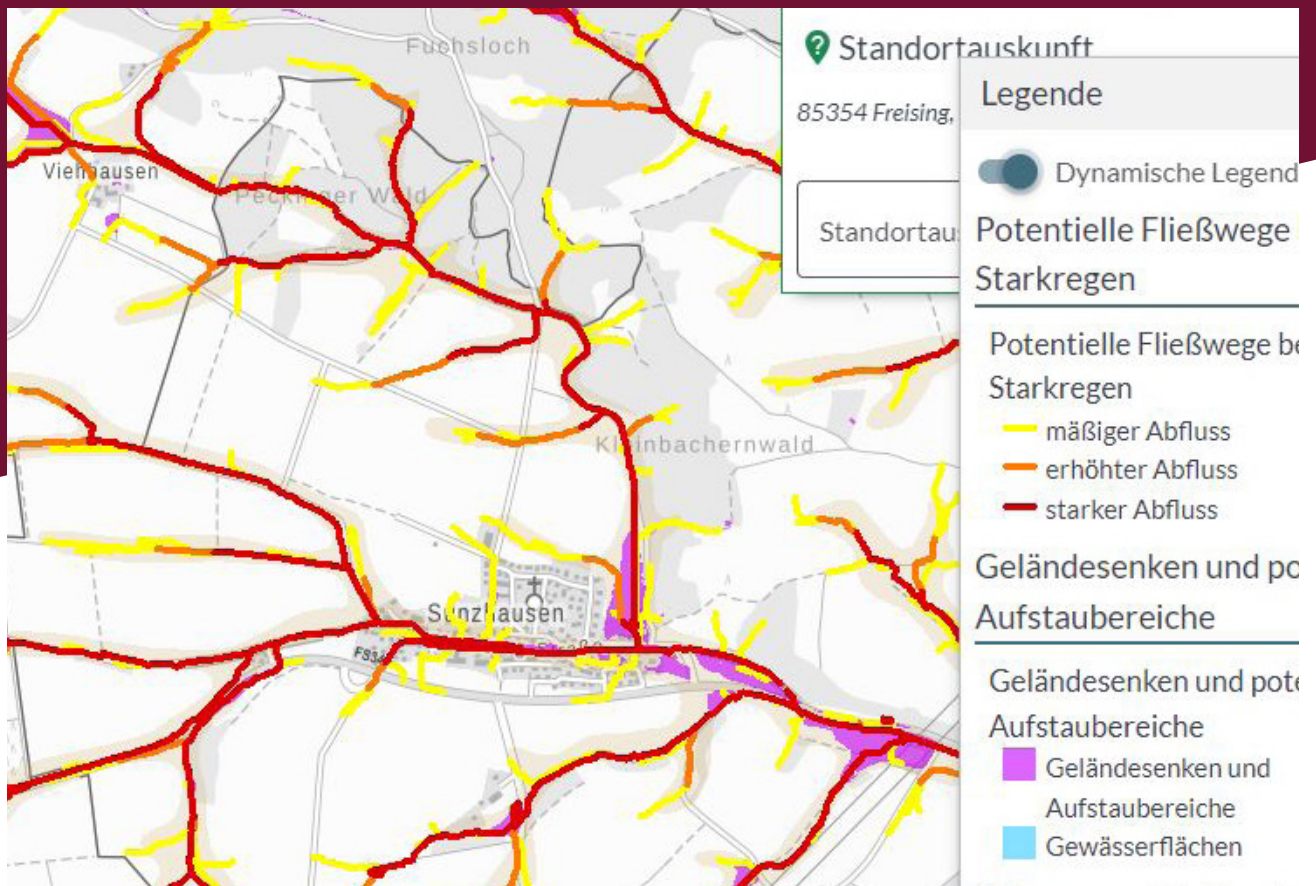 Fuchsloch
Viehhausen
Peckinger Wald
Kleinbachernwald
Sünzhausen
Straße
Standortauskunft
85354 Freising,
Legende
Dynamische Legend
Potentielle Fließwege
Starkregen
Potentielle Fließwege be
Starkregen
mäßiger Abfluss
erhöhter Abfluss
starker Abfluss
Geländesenken und po
Aufstaubereiche
Geländesenken und pote
Aufstaubereiche
Geländesenken und
Aufstaubereiche
Gewässerflächen